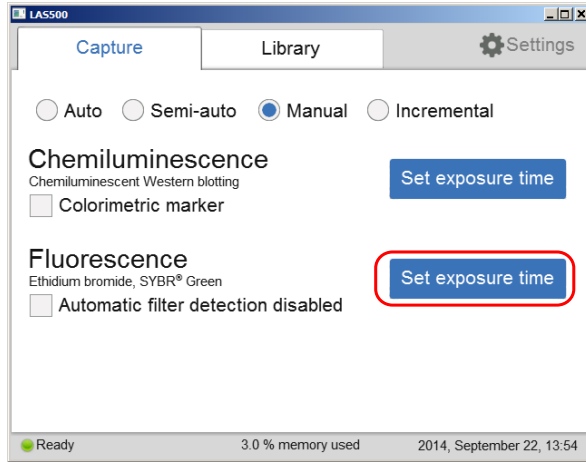 LAS500
Capture Library Settings
Auto Semi-auto Manual Incremental
Chemiluminescence
Chemiluminescent Western blotting
Set exposure time
Colorimetric marker
Fluorescence
Ethidium bromide, SYBR® Green
Set exposure time
Automatic filter detection disabled
Ready 3.0 % memory used 2014, September 22, 13:54